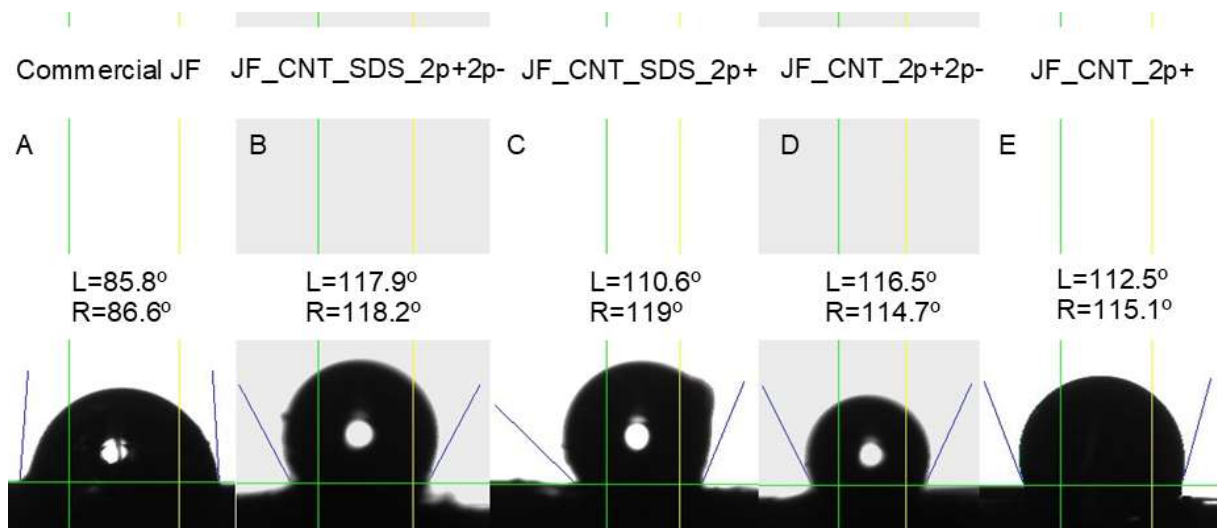 Commercial JF
JF_CNT_SDS_2p+2p-
JF_CNT_SDS_2p+
JF_CNT_2p+2p-
JF_CNT_2p+
A
B
C
D
E
L=85.8º
R=86.6º
L=117.9º
R=118.2º
L=110.6º
R=119º
L=116.5º
R=114.7º
L=112.5º
R=115.1º